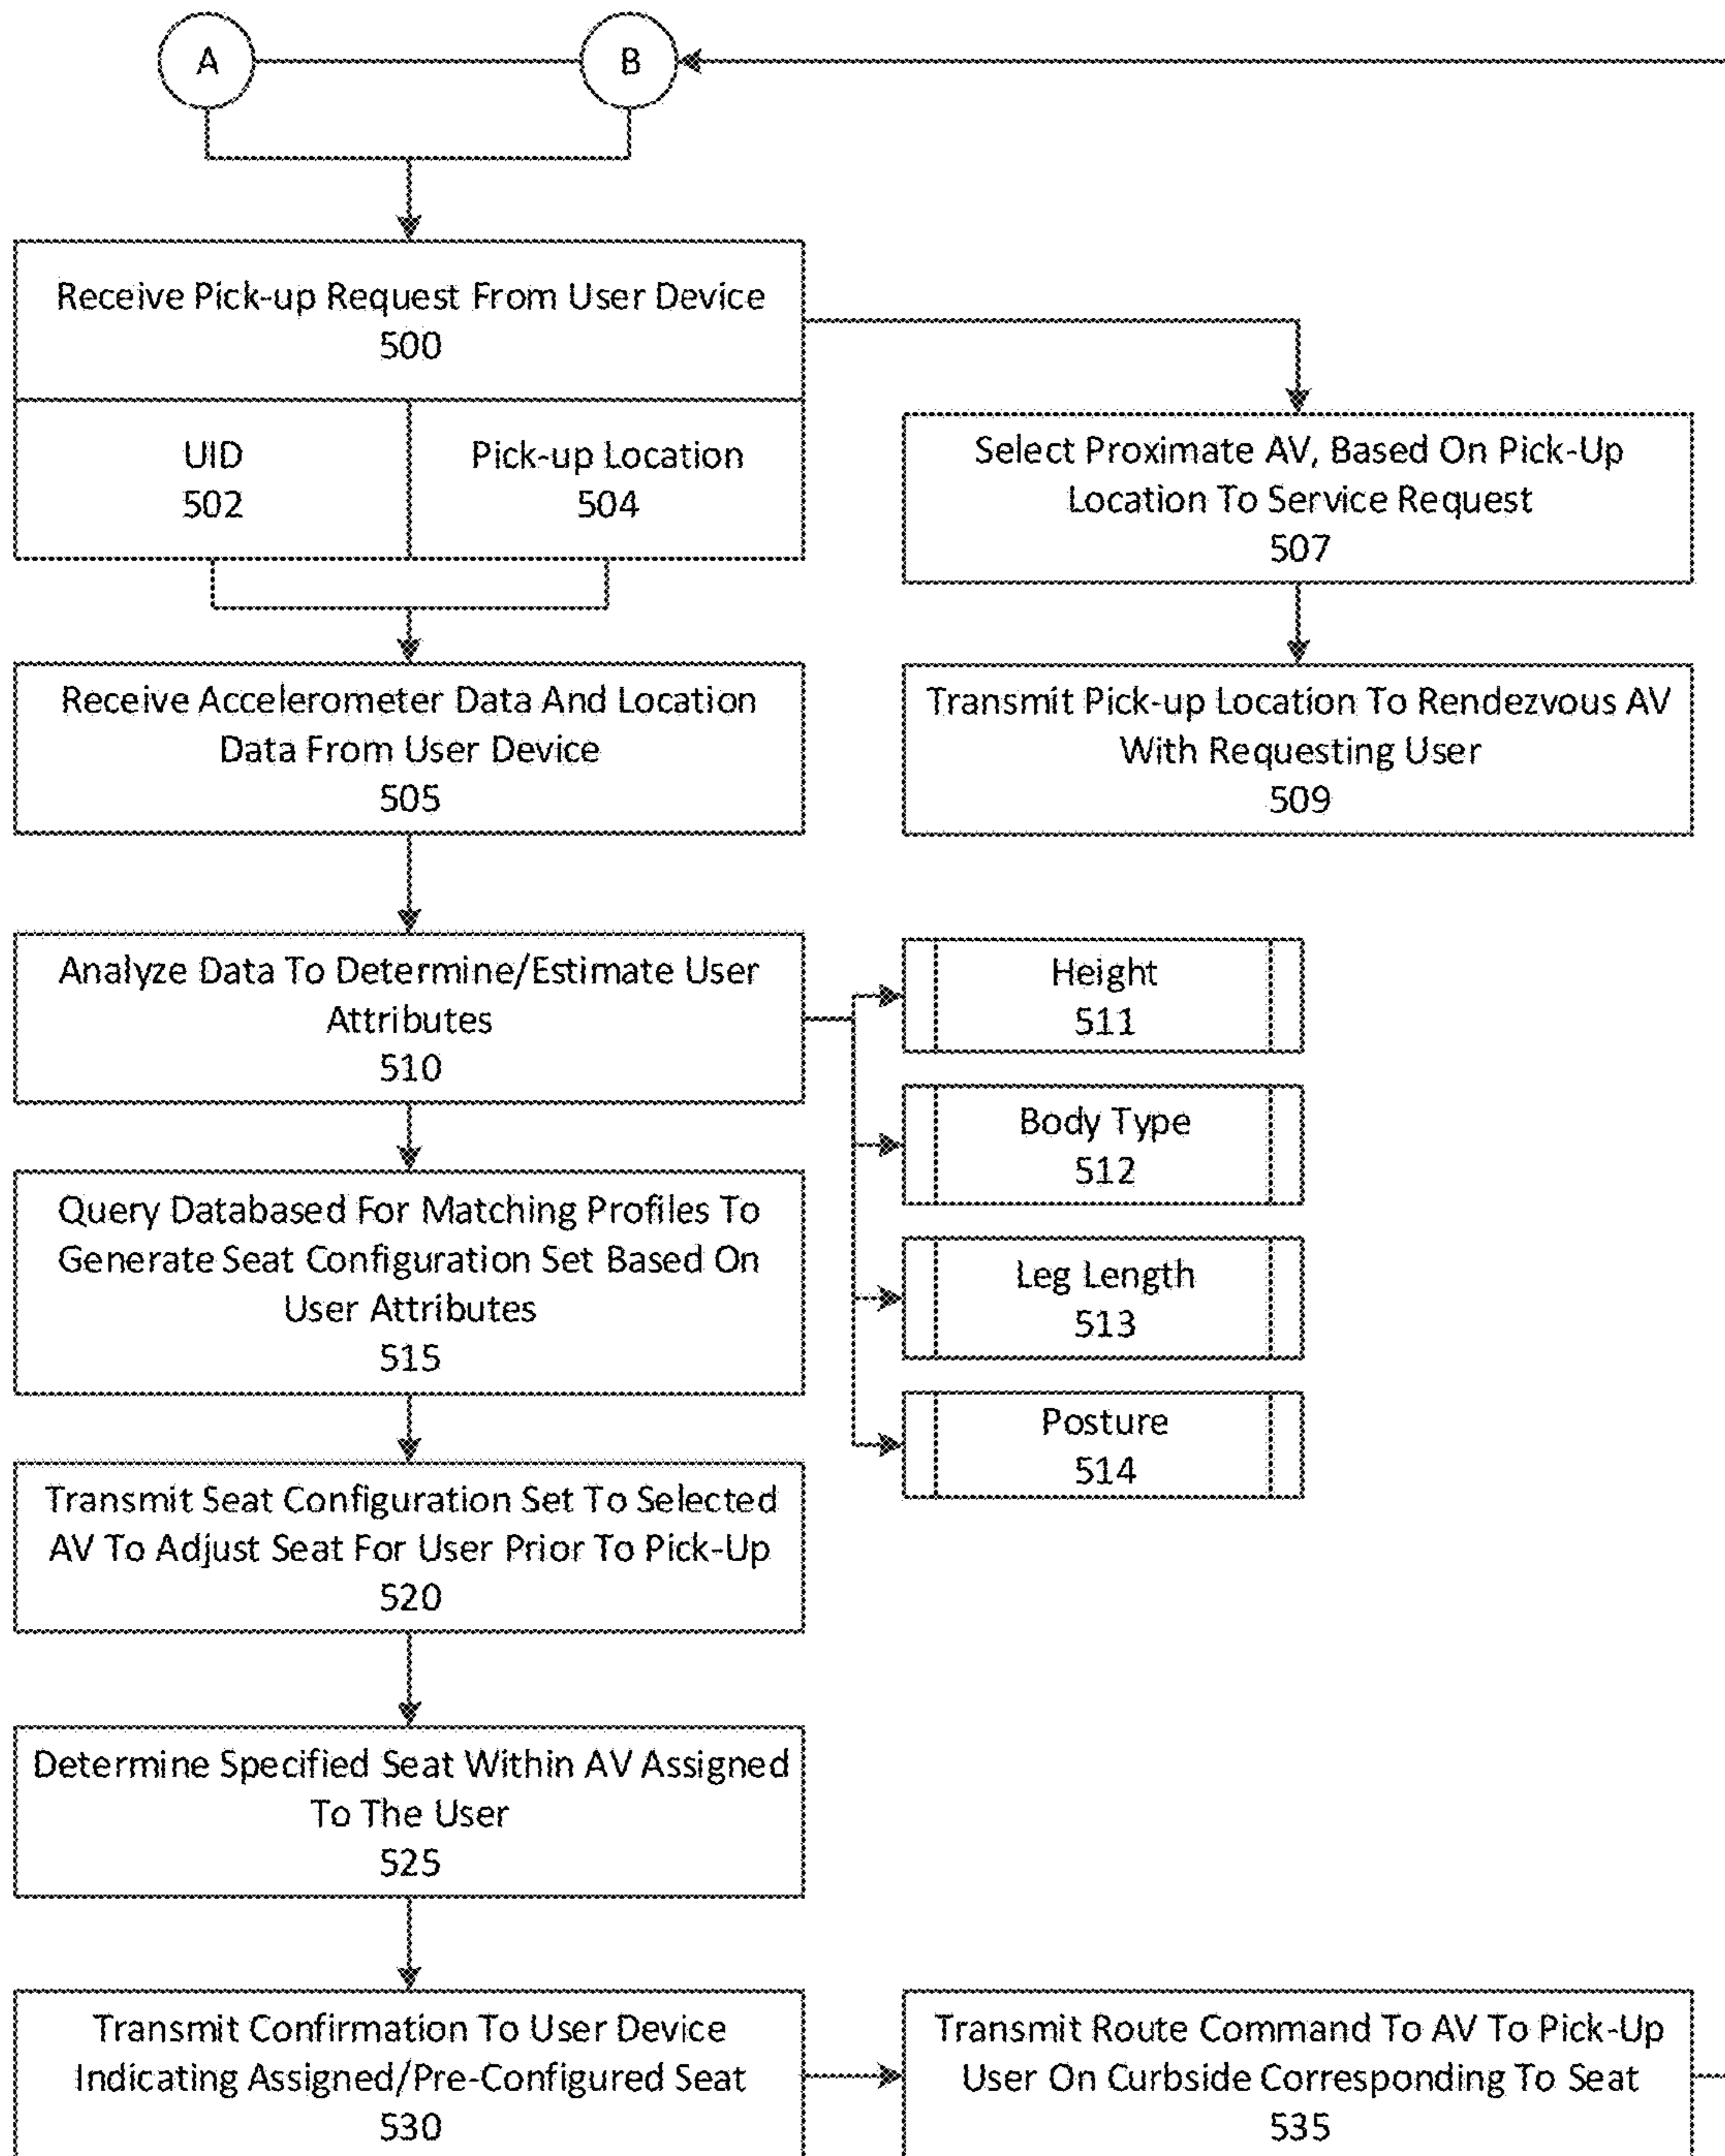 A
B
Receive Pick-up Request From User Device
500
UID
502
Pick-up Location
504
Select Proximate AV, Based On Pick-Up
Location To Service Request
507
Receive Accelerometer Data And Location
Data From User Device
505
Transmit Pick-up Location To Rendezvous AV
With Requesting User
509
Analyze Data To Determine/Estimate User
Attributes
510
Height
511
Body Type
512
Leg Length
513
Posture
514
Query Databased For Matching Profiles To
Generate Seat Configuration Set Based On
User Attributes
515
Transmit Seat Configuration Set To Selected
AV To Adjust Seat For User Prior To Pick-Up
520
Determine Specified Seat Within AV Assigned
To The User
525
Transmit Confirmation To User Device
Indicating Assigned/Pre-Configured Seat
530
Transmit Route Command To AV To Pick-Up
User On Curbside Corresponding To Seat
535